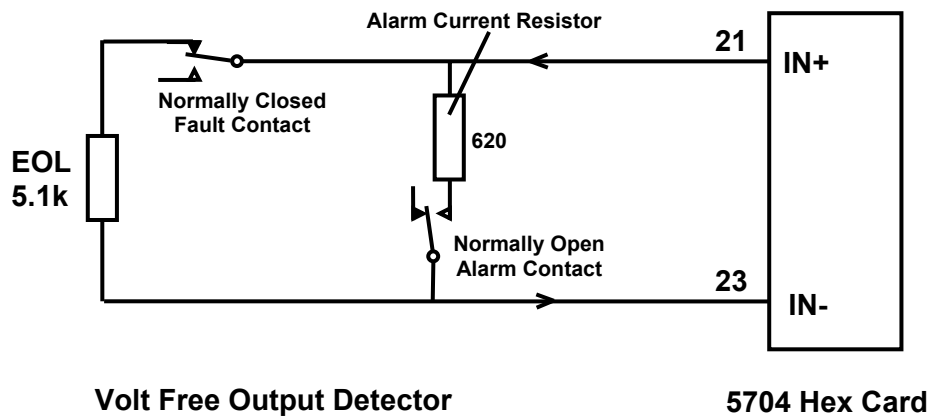 Alarm Current Resistor
21
IN+
Normally Closed
Fault Contact
620
EOL
5.1k
Normally Open
Alarm Contact
23
IN-
Volt Free Output Detector
5704 Hex Card